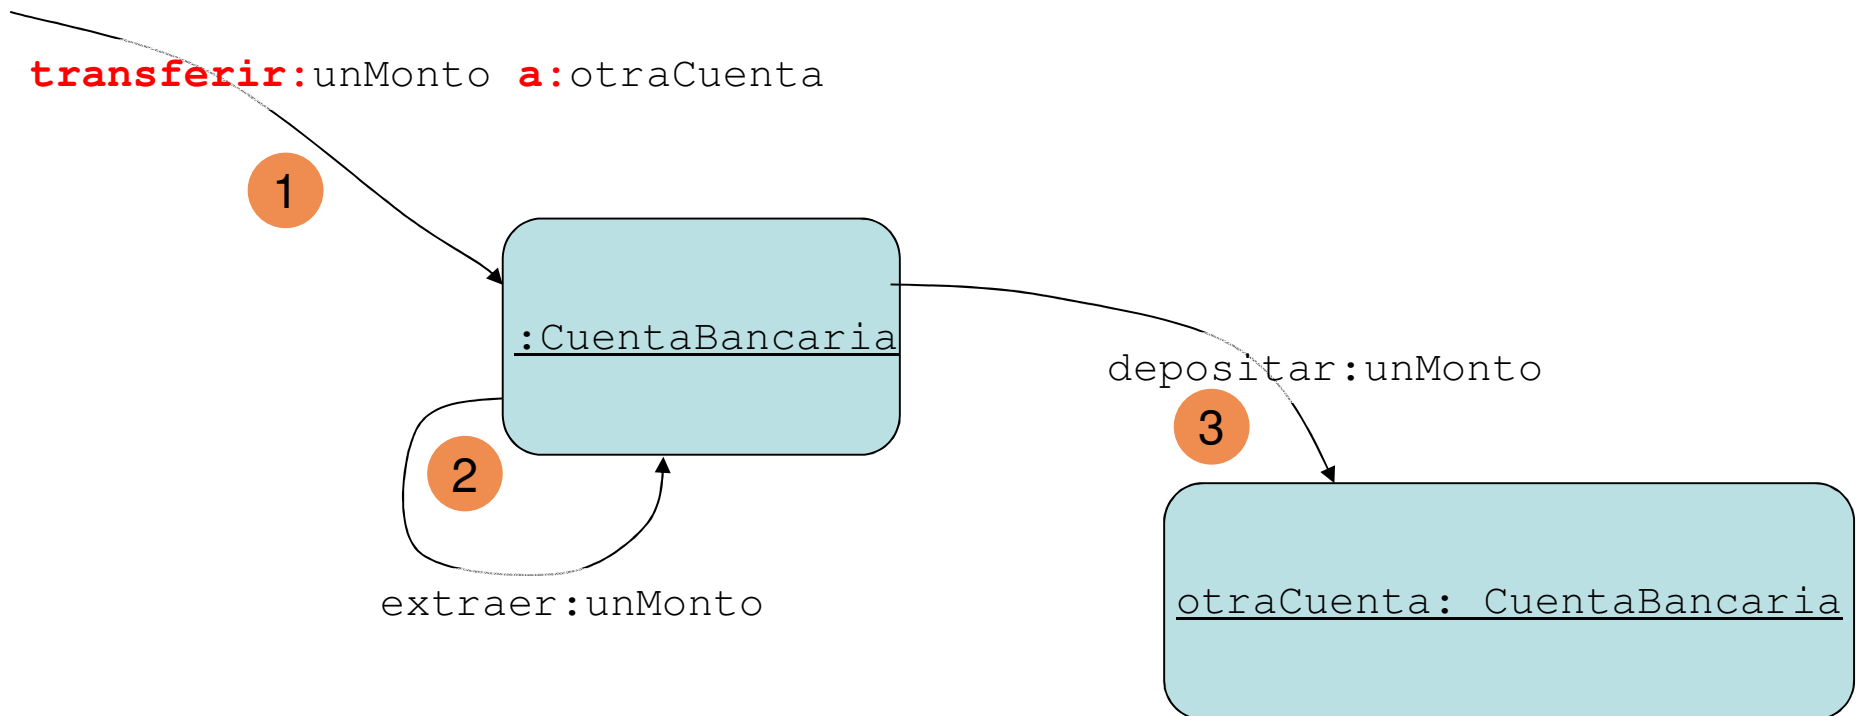 transferir:unMonto a:otraCuenta
1
:CuentaBancaria
depositar:unMonto
3
2
extraer:unMonto
otraCuenta: CuentaBancaria